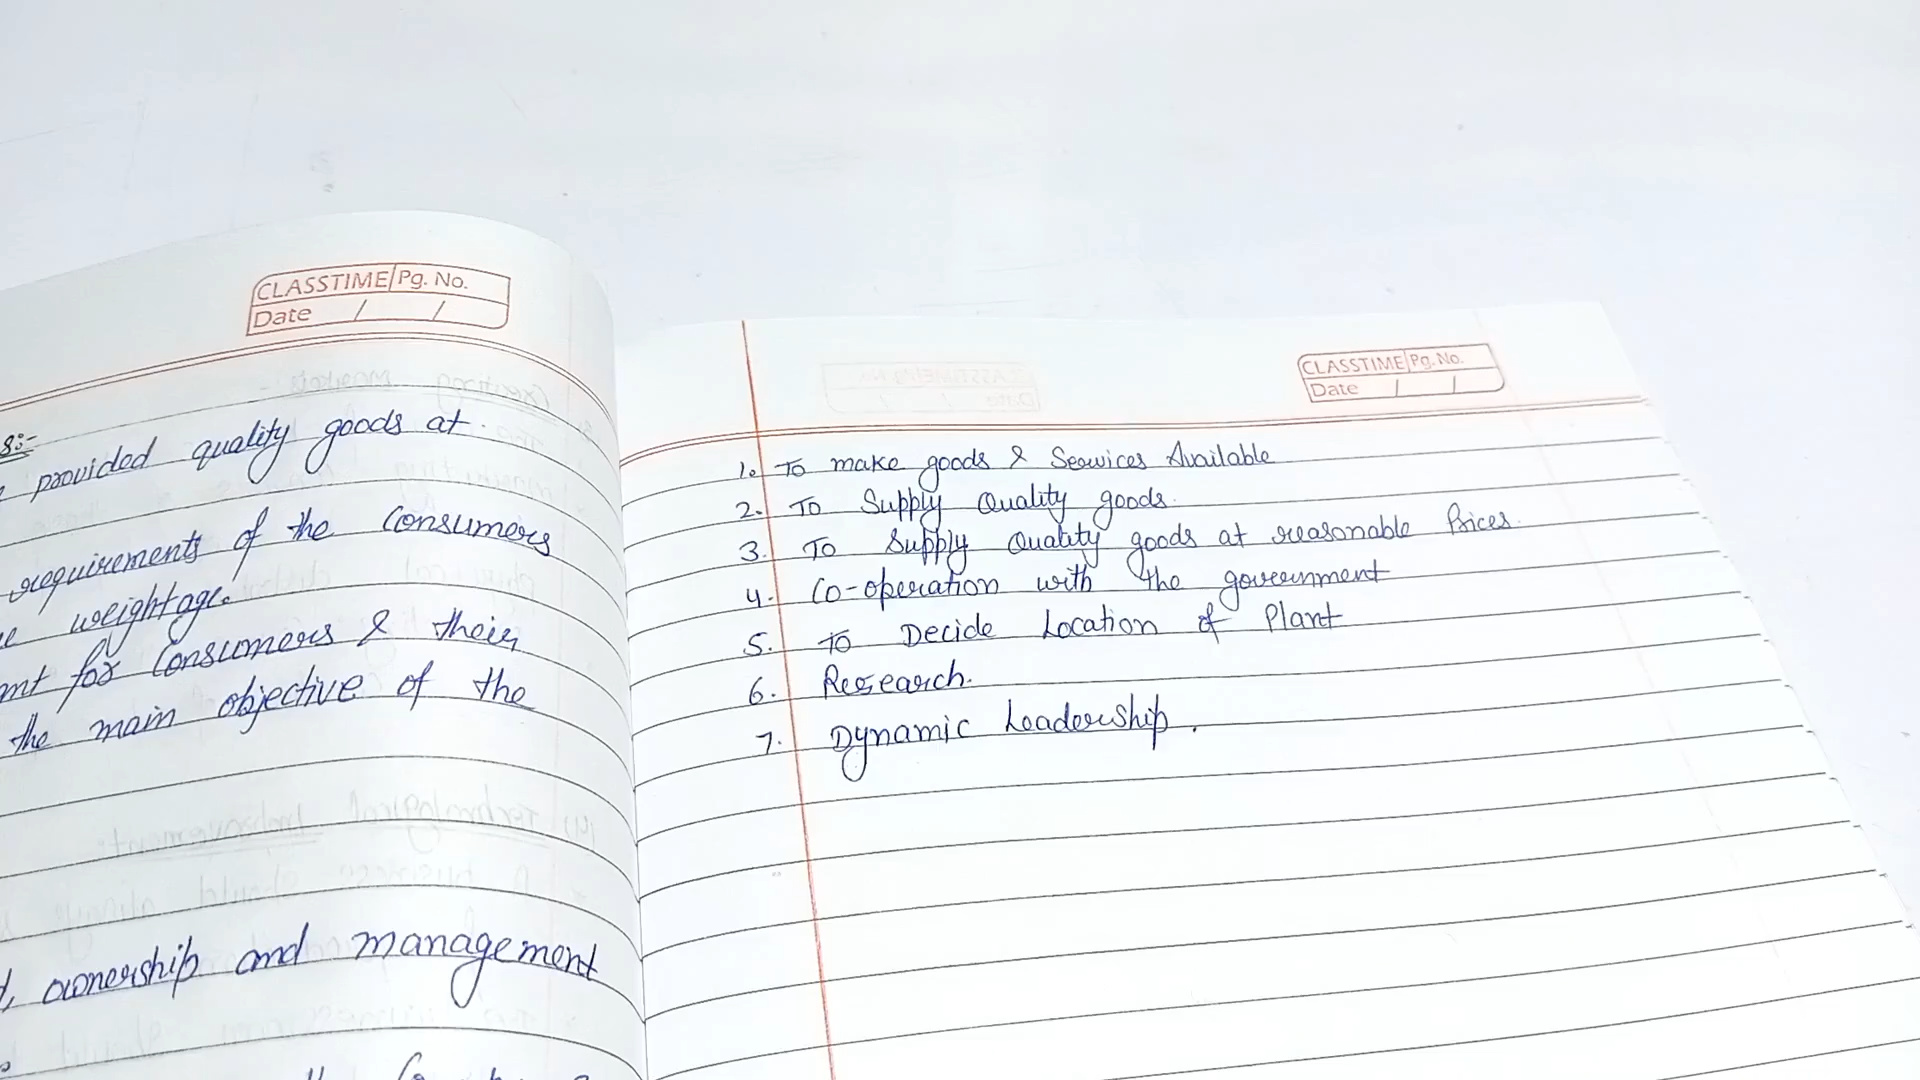 CLASSTIME Pg. No.
Date / /
8:-
provided quality goods at
requirements of the Consumers
weightage.
for Consumers & their
the main objective of the
ownership and management
CLASSTIME Pg. No.
Date / /
1. To make goods & Services Available
2. To Supply Quality goods.
3. To Supply Quality goods at reasonable Prices.
4. Co-operation with the government
5. To Decide Location of Plant
6. Research.
7. Dynamic Leadership.